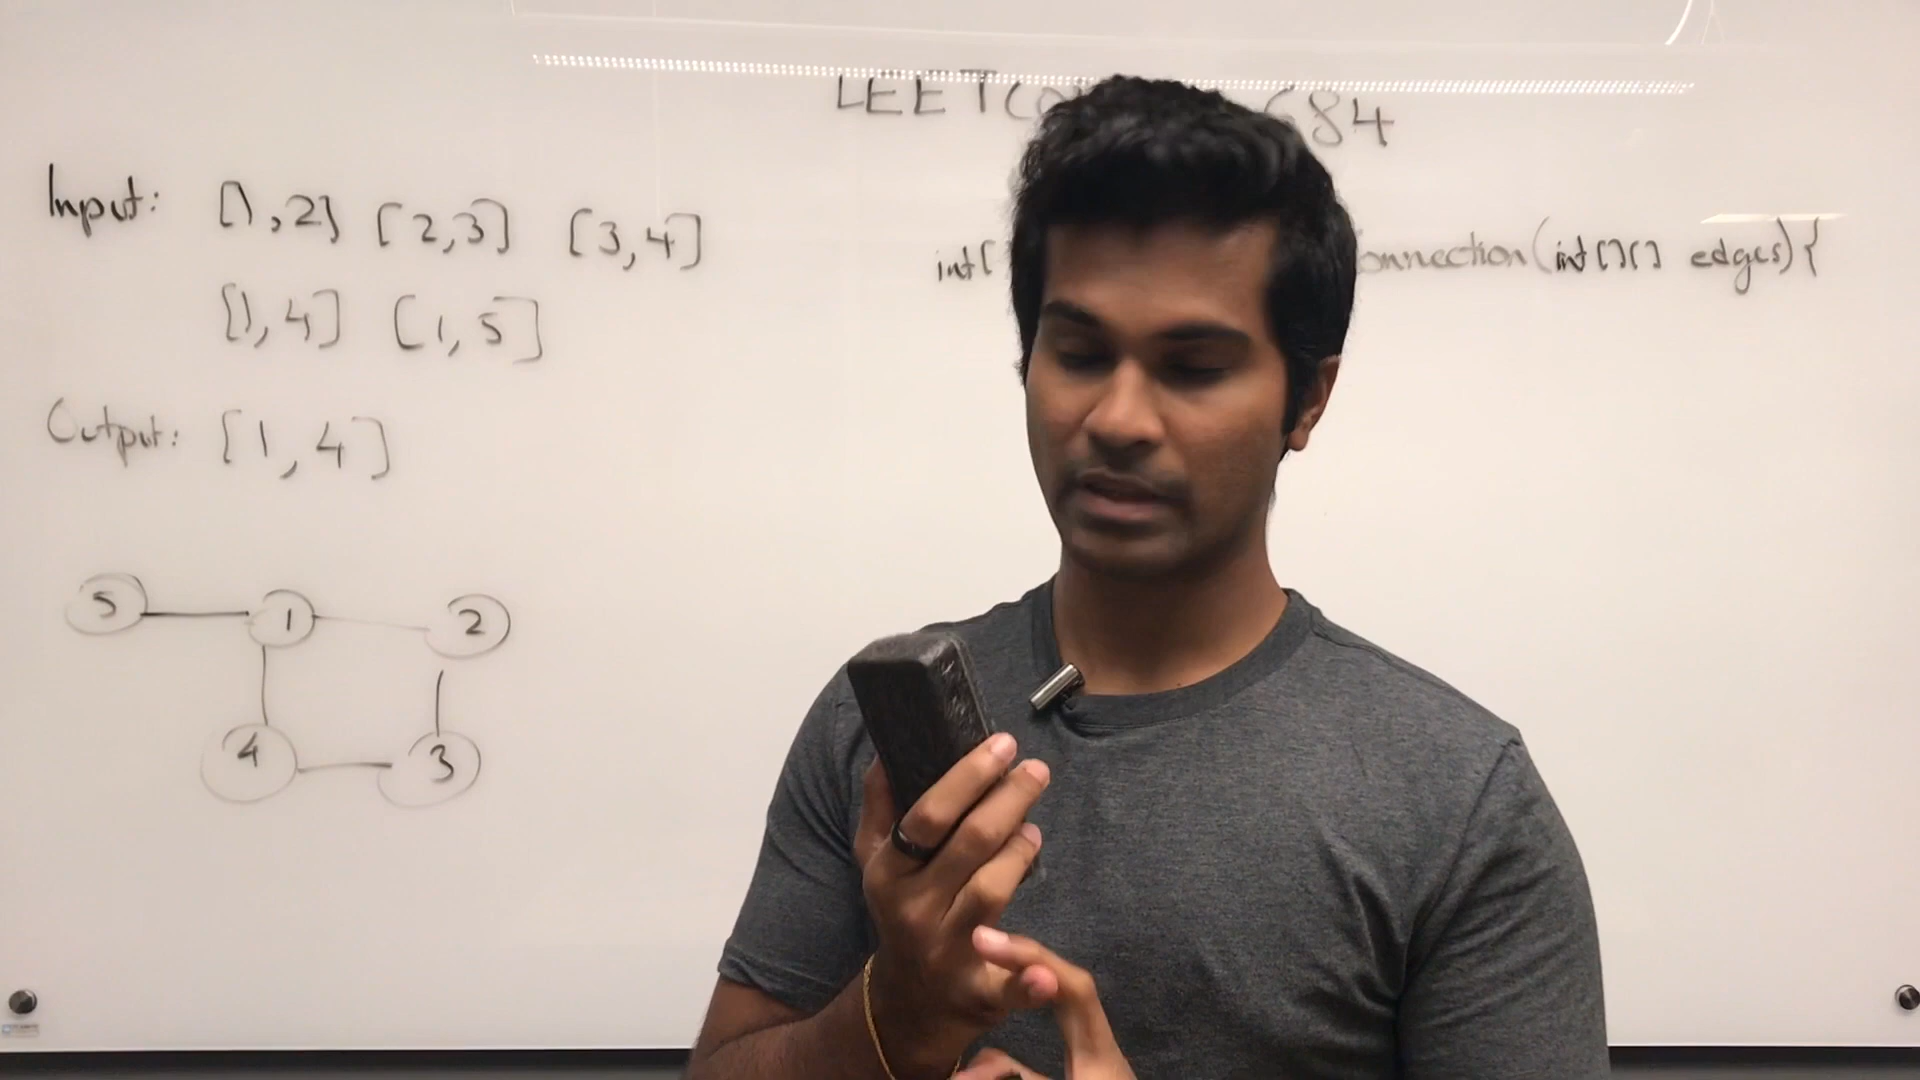 LEETCO 684
Input: [1,2] [2,3] [3,4]
[1,4] [1,5]
Output: [1,4]
int[ onnection(int[][] edges){
5 1 2
4 3